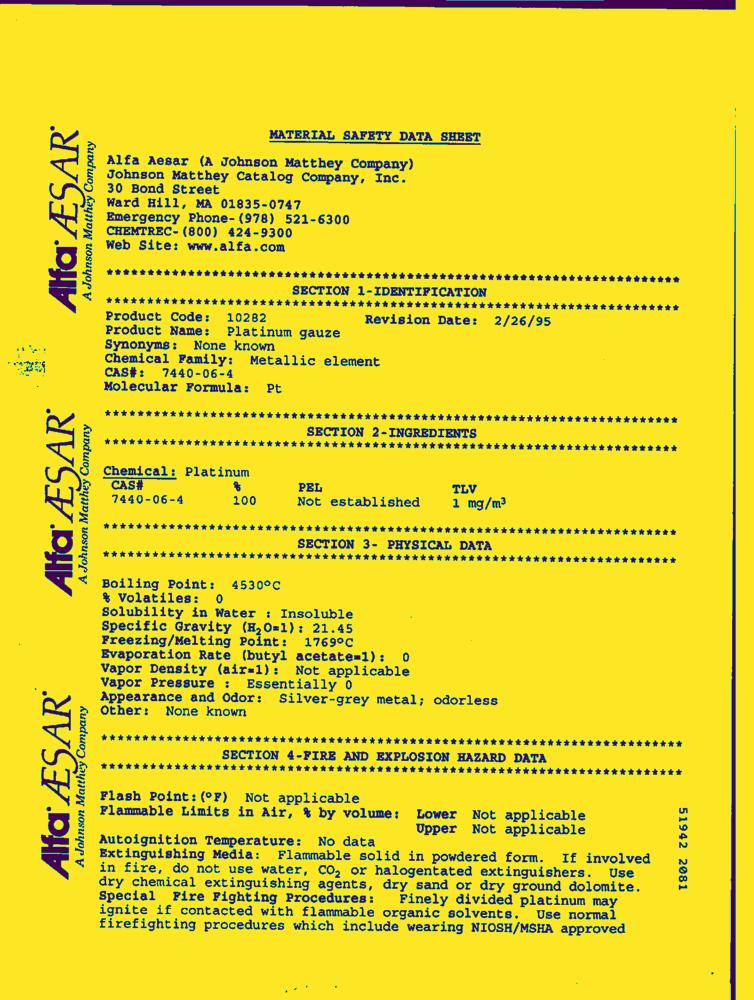 MATERIAL SAFETY DATA SHEET
Alfa Aesar (A Johnson Matthey Company)
Johnson Matthey Catalog Company, Inc.
30 Bond Street
Ward Hill, MA 01835-0747
Emergency Phone-(978) 521-6300
CHEMTREC-(800) 424-9300
Web Site: www.alfa.com
**********************************************************************
SECTION 1-IDENTIFICATION
**********************************************************************
Product Code: 10282 Revision Date: 2/26/95
Product Name: Platinum gauze
Synonyms: None known
Chemical Family: Metallic element
CAS#: 7440-06-4
Molecular Formula: Pt
**********************************************************************
SECTION 2-INGREDIENTS
**********************************************************************
Chemical: Platinum
CAS# % PEL TLV
7440-06-4 100 Not established 1 mg/m³
**********************************************************************
SECTION 3- PHYSICAL DATA
**********************************************************************
Boiling Point: 4530ºC
% Volatiles: 0
Solubility in Water : Insoluble
Specific Gravity (H₂O=1): 21.45
Freezing/Melting Point: 1769ºC
Evaporation Rate (butyl acetate=1): 0
Vapor Density (air=1): Not applicable
Vapor Pressure : Essentially 0
Appearance and Odor: Silver-grey metal; odorless
Other: None known
**********************************************************************
SECTION 4-FIRE AND EXPLOSION HAZARD DATA
**********************************************************************
Flash Point:(ºF) Not applicable
Flammable Limits in Air, % by volume: Lower Not applicable
Upper Not applicable
Autoignition Temperature: No data
Extinguishing Media: Flammable solid in powdered form. If involved
in fire, do not use water, CO₂ or halogentated extinguishers. Use
dry chemical extinguishing agents, dry sand or dry ground dolomite.
Special Fire Fighting Procedures: Finely divided platinum may
ignite if contacted with flammable organic solvents. Use normal
firefighting procedures which include wearing NIOSH/MSHA approved
Alfa ÆSAR
A Johnson Matthey Company
Alfa ÆSAR
A Johnson Matthey Company
Alfa ÆSAR
A Johnson Matthey Company
51942 2081